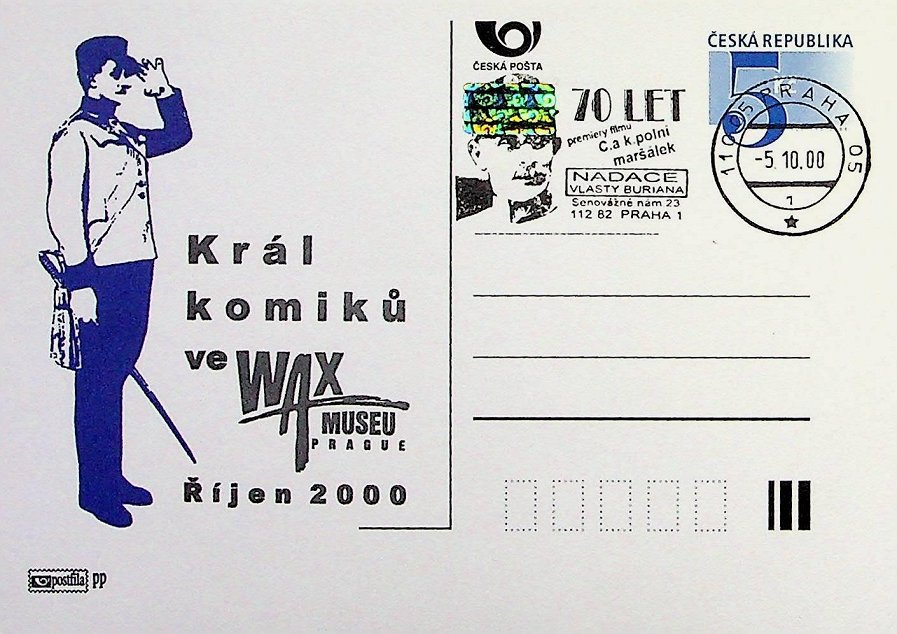 ČESKÁ POŠTA
ČESKÁ REPUBLIKA
5
70 LET
premiery filmu
C.a k.polní
maršálek
NADACE
VLASTY BURIANA
Senovážné nám 23
112 82 PRAHA 1
PRAHA 05
-5.10.00
1
Král
komiků
ve WAX
MUSEU
PRAGUE
Říjen 2000
postfila pp